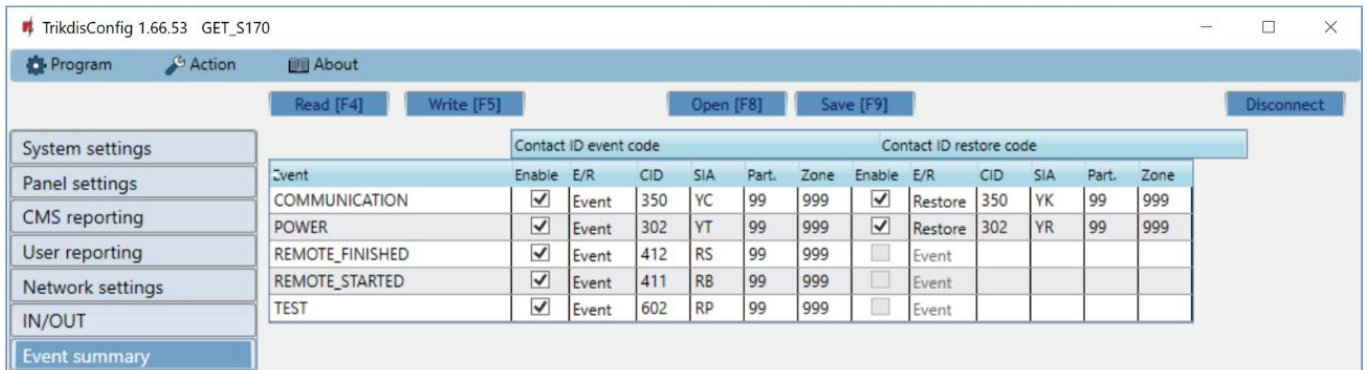 TrikdisConfig 1.66.53 GET_S170
Program Action About
Read [F4] Write [F5] Open [F8] Save [F9] Disconnect
System settings
Panel settings
CMS reporting
User reporting
Network settings
IN/OUT
Event summary
Contact ID event code Contact ID restore code
Event Enable E/R CID SIA Part. Zone Enable E/R CID SIA Part. Zone
COMMUNICATION Event 350 YC 99 999 Restore 350 YK 99 999
POWER Event 302 YT 99 999 Restore 302 YR 99 999
REMOTE_FINISHED Event 412 RS 99 999 Event
REMOTE_STARTED Event 411 RB 99 999 Event
TEST Event 602 RP 99 999 Event